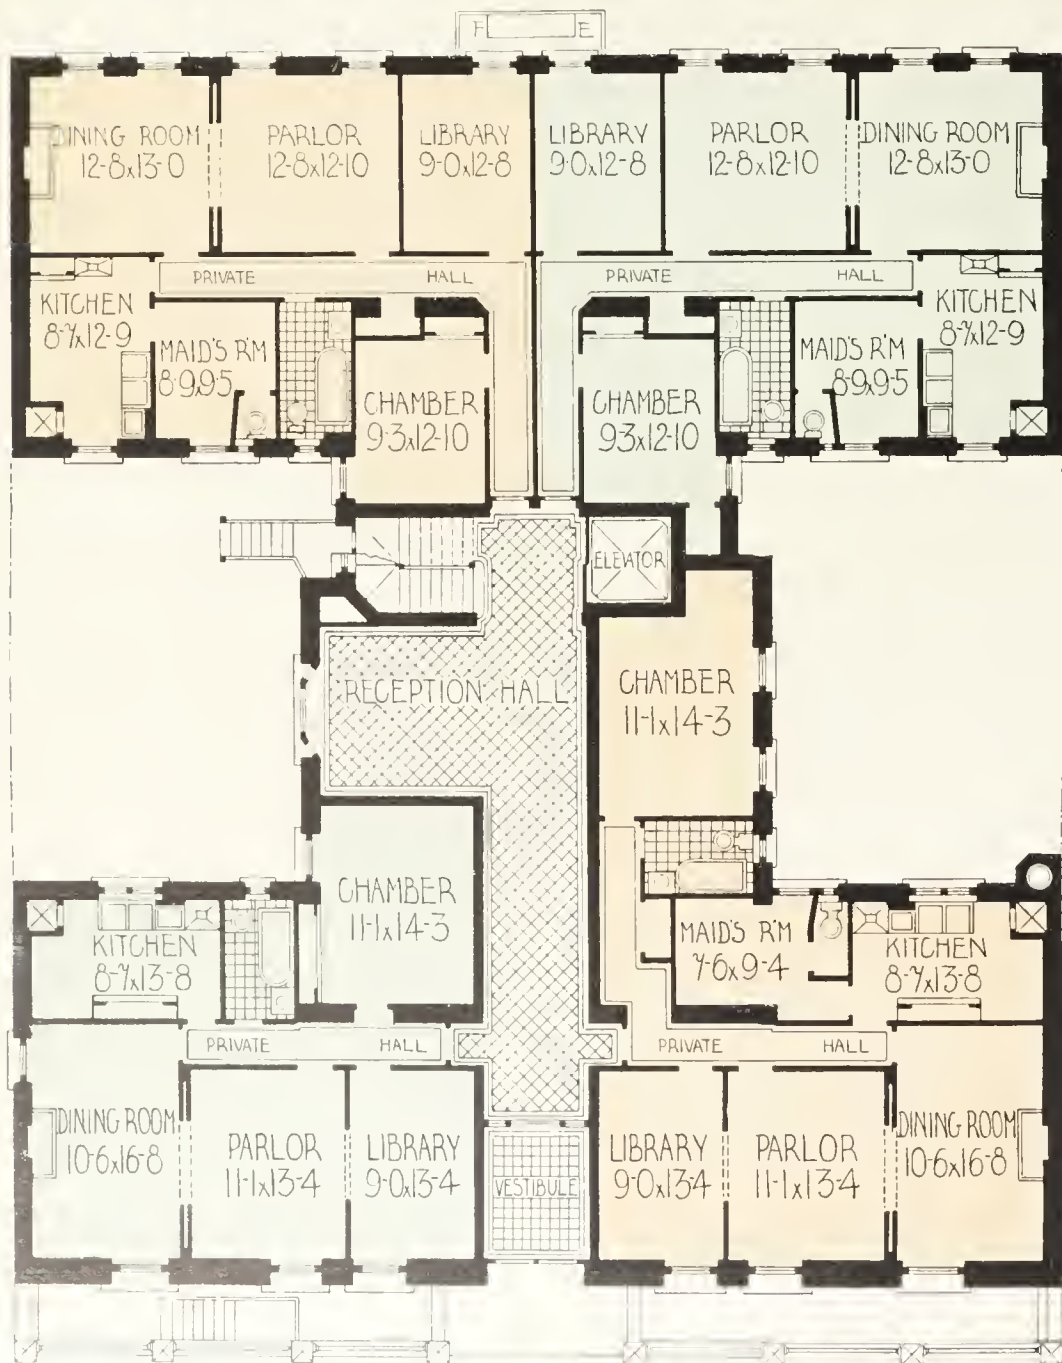 F E
DINING ROOM
12-8x13-0
PARLOR
12-8x12-10
LIBRARY
9-0x12-8
LIBRARY
9-0x12-8
PARLOR
12-8x12-10
DINING ROOM
12-8x13-0
PRIVATE HALL
PRIVATE HALL
KITCHEN
8-7x12-9
MAID'S R'M
8-9x9-5
CHAMBER
9-3x12-10
CHAMBER
9-3x12-10
MAID'S R'M
8-9x9-5
KITCHEN
8-7x12-9
ELEVATOR
RECEPTION HALL
CHAMBER
11-1x14-3
CHAMBER
11-1x14-3
KITCHEN
8-7x13-8
MAID'S R'M
7-6x9-4
KITCHEN
8-7x13-8
PRIVATE HALL
PRIVATE HALL
DINING ROOM
10-6x16-8
PARLOR
11-1x13-4
LIBRARY
9-0x13-4
VESTIBULE
LIBRARY
9-0x13-4
PARLOR
11-1x13-4
DINING ROOM
10-6x16-8